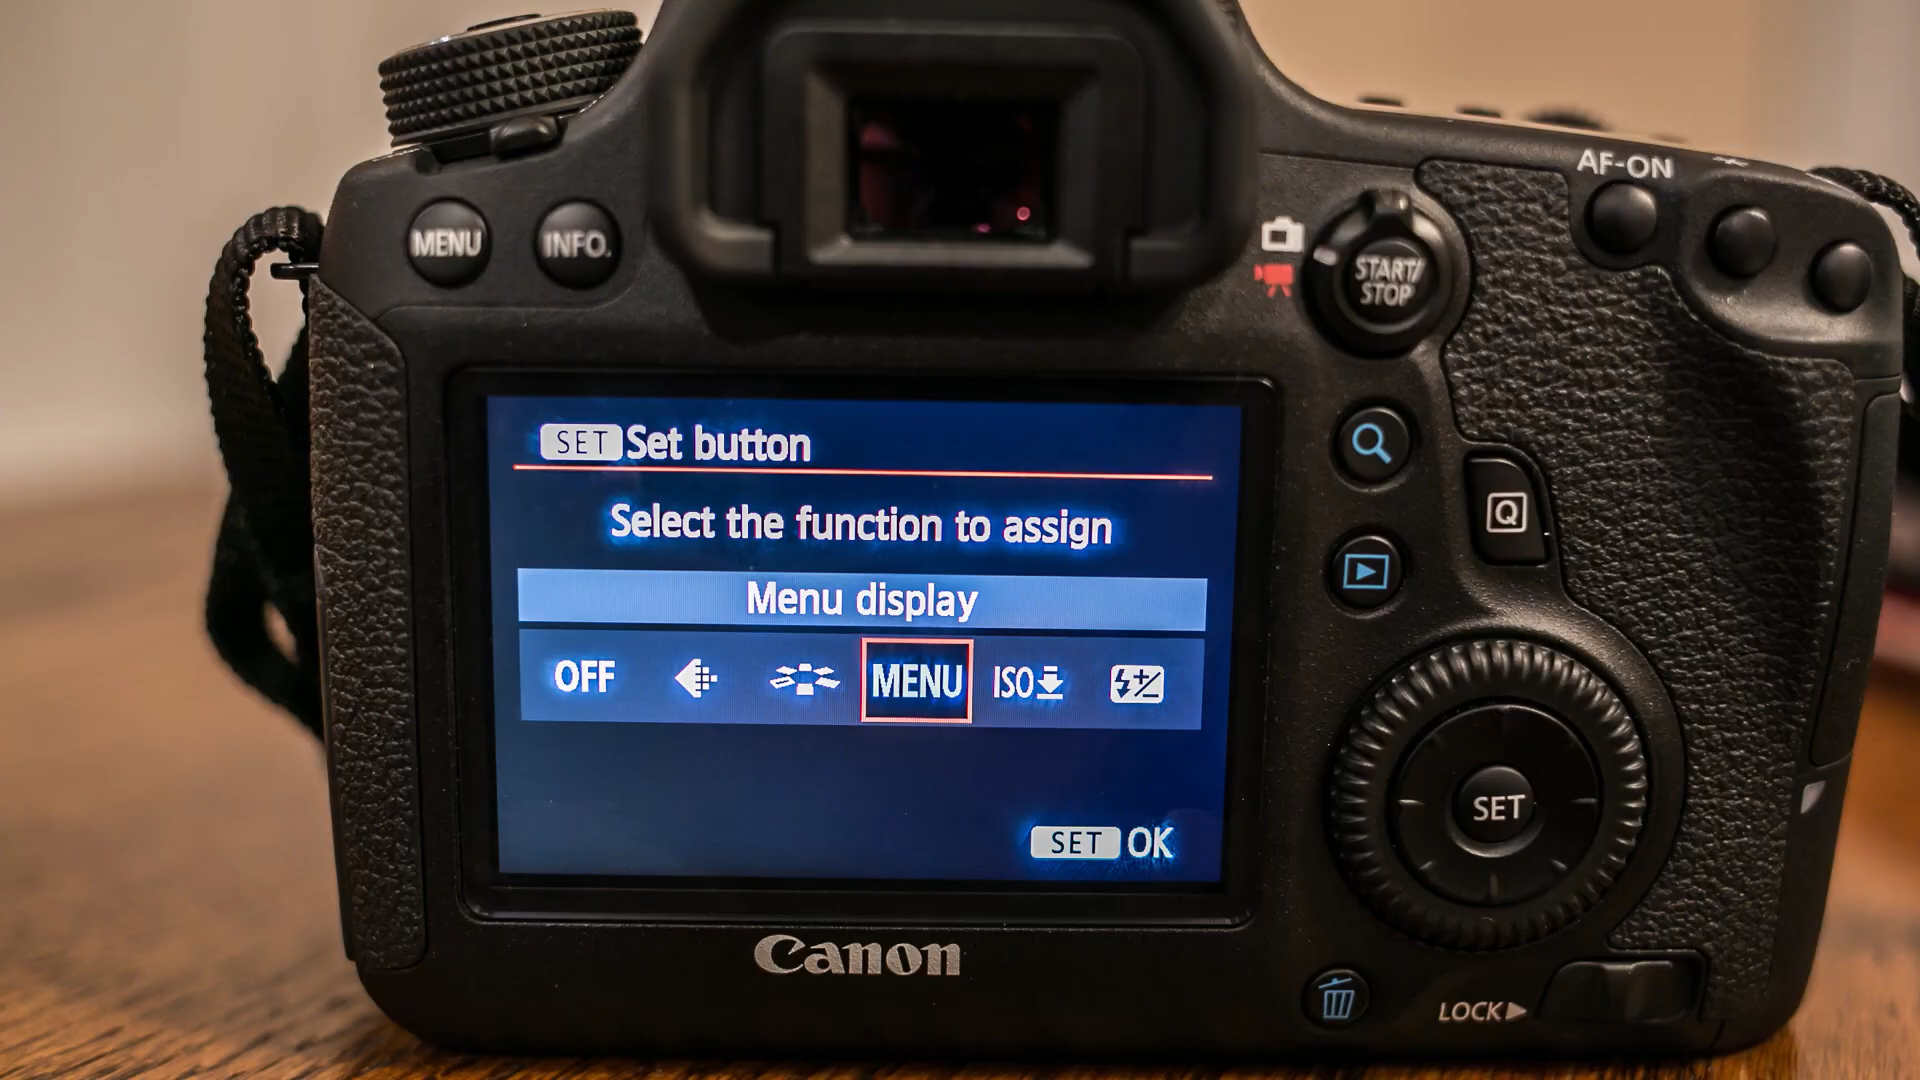 AF-ON
MENU
INFO.
START/
STOP
SET Set button
Select the function to assign
Menu display
OFF
MENU
ISO
Q
SET
SET OK
Canon
LOCK